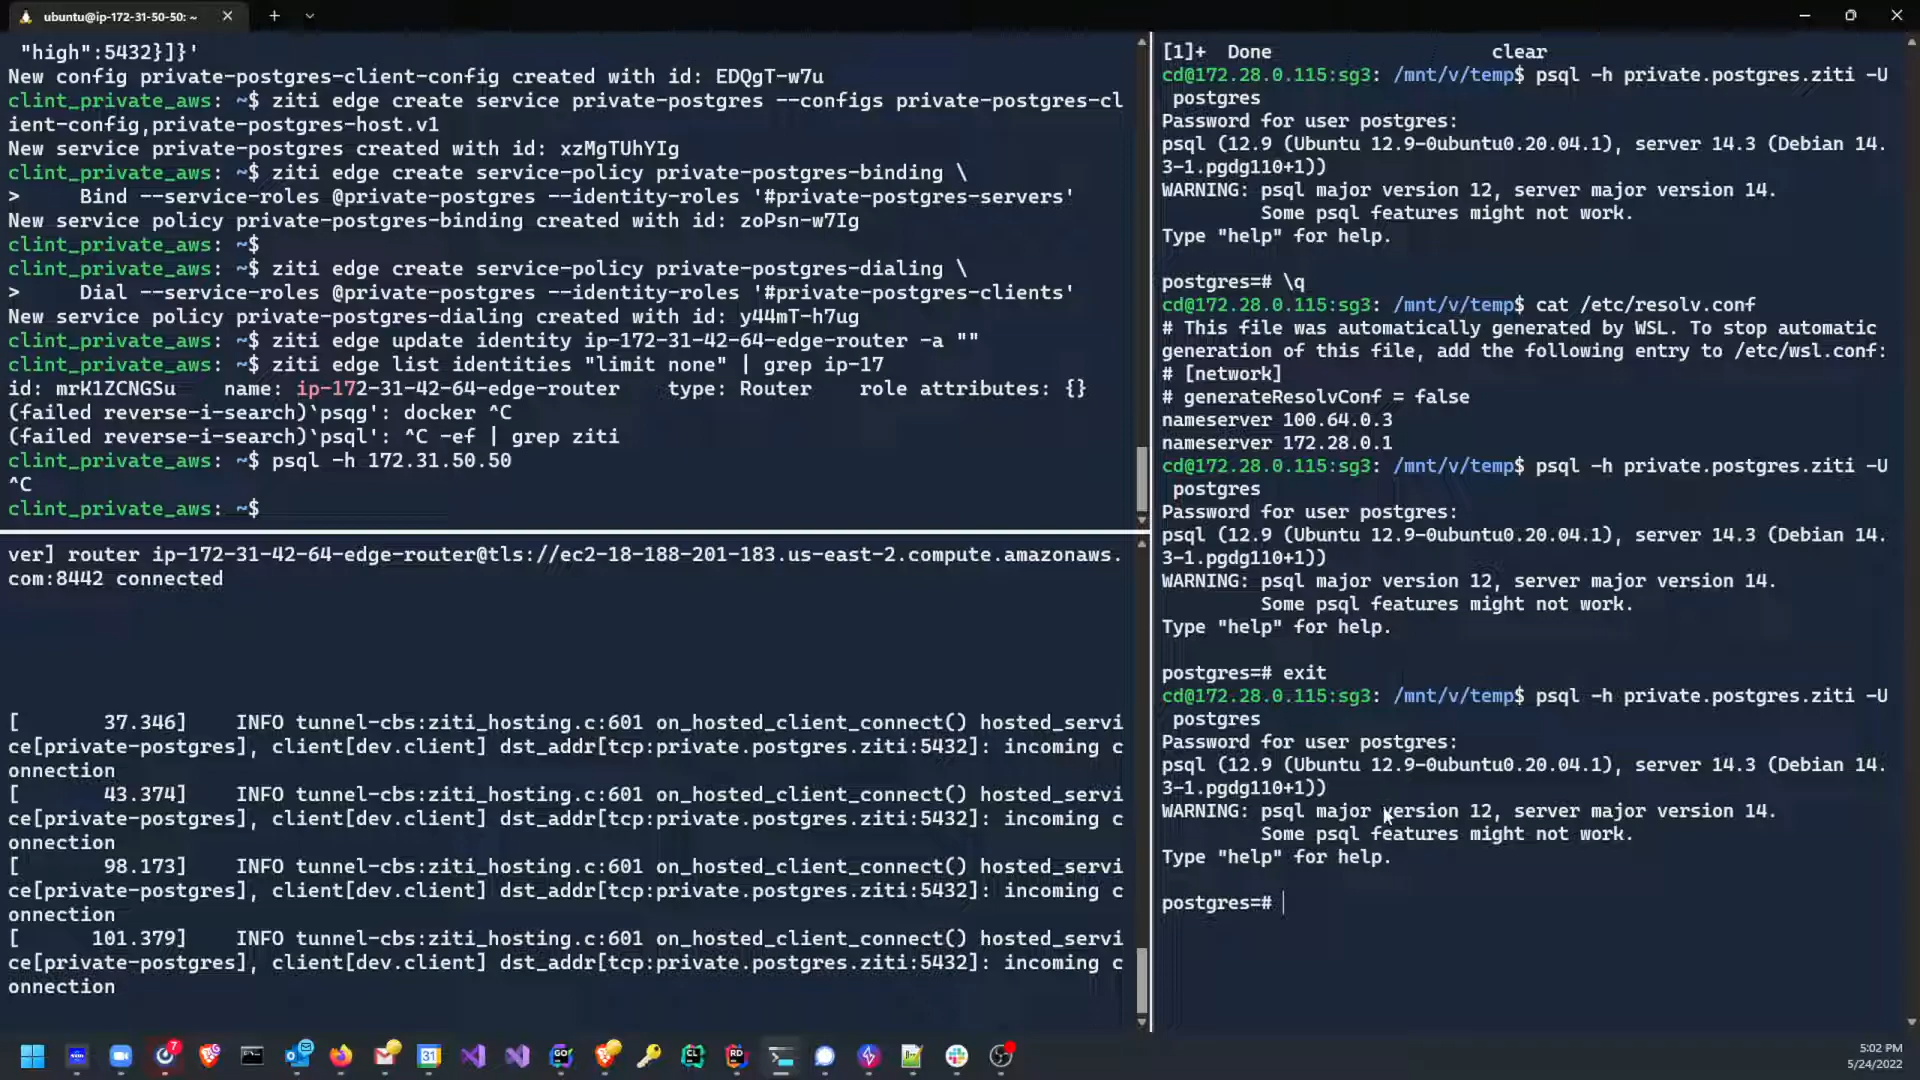 ubuntu@ip-172-31-50-50: ~
"high":5432}]}'
New config private-postgres-client-config created with id: EDQgT-w7u
clint_private_aws: ~$ ziti edge create service private-postgres --configs private-postgres-cl
ient-config,private-postgres-host.v1
New service private-postgres created with id: xzMgTUhYIg
clint_private_aws: ~$ ziti edge create service-policy private-postgres-binding \
>     Bind --service-roles @private-postgres --identity-roles '#private-postgres-servers'
New service policy private-postgres-binding created with id: zoPsn-w7Ig
clint_private_aws: ~$
clint_private_aws: ~$ ziti edge create service-policy private-postgres-dialing \
>     Dial --service-roles @private-postgres --identity-roles '#private-postgres-clients'
New service policy private-postgres-dialing created with id: y44mT-h7ug
clint_private_aws: ~$ ziti edge update identity ip-172-31-42-64-edge-router -a ""
clint_private_aws: ~$ ziti edge list identities "limit none" | grep ip-17
id: mrK1ZCNGSu    name: ip-172-31-42-64-edge-router    type: Router    role attributes: {}
(failed reverse-i-search)`psqg': docker ^C
(failed reverse-i-search)`psql': ^C -ef | grep ziti
clint_private_aws: ~$ psql -h 172.31.50.50
^C
clint_private_aws: ~$
ver] router ip-172-31-42-64-edge-router@tls://ec2-18-188-201-183.us-east-2.compute.amazonaws.
com:8442 connected
[       37.346]    INFO tunnel-cbs:ziti_hosting.c:601 on_hosted_client_connect() hosted_servi
ce[private-postgres], client[dev.client] dst_addr[tcp:private.postgres.ziti:5432]: incoming c
onnection
[       43.374]    INFO tunnel-cbs:ziti_hosting.c:601 on_hosted_client_connect() hosted_servi
ce[private-postgres], client[dev.client] dst_addr[tcp:private.postgres.ziti:5432]: incoming c
onnection
[       98.173]    INFO tunnel-cbs:ziti_hosting.c:601 on_hosted_client_connect() hosted_servi
ce[private-postgres], client[dev.client] dst_addr[tcp:private.postgres.ziti:5432]: incoming c
onnection
[      101.379]    INFO tunnel-cbs:ziti_hosting.c:601 on_hosted_client_connect() hosted_servi
ce[private-postgres], client[dev.client] dst_addr[tcp:private.postgres.ziti:5432]: incoming c
onnection
[1]+  Done                    clear
cd@172.28.0.115:sg3: /mnt/v/temp$ psql -h private.postgres.ziti -U
postgres
Password for user postgres:
psql (12.9 (Ubuntu 12.9-0ubuntu0.20.04.1), server 14.3 (Debian 14.
3-1.pgdg110+1))
WARNING: psql major version 12, server major version 14.
Some psql features might not work.
Type "help" for help.
postgres=# \q
cd@172.28.0.115:sg3: /mnt/v/temp$ cat /etc/resolv.conf
# This file was automatically generated by WSL. To stop automatic
generation of this file, add the following entry to /etc/wsl.conf:
# [network]
# generateResolvConf = false
nameserver 100.64.0.3
nameserver 172.28.0.1
cd@172.28.0.115:sg3: /mnt/v/temp$ psql -h private.postgres.ziti -U
postgres
Password for user postgres:
psql (12.9 (Ubuntu 12.9-0ubuntu0.20.04.1), server 14.3 (Debian 14.
3-1.pgdg110+1))
WARNING: psql major version 12, server major version 14.
Some psql features might not work.
Type "help" for help.
postgres=# exit
cd@172.28.0.115:sg3: /mnt/v/temp$ psql -h private.postgres.ziti -U
postgres
Password for user postgres:
psql (12.9 (Ubuntu 12.9-0ubuntu0.20.04.1), server 14.3 (Debian 14.
3-1.pgdg110+1))
WARNING: psql major version 12, server major version 14.
Some psql features might not work.
Type "help" for help.
postgres=#
5:02 PM
5/24/2022